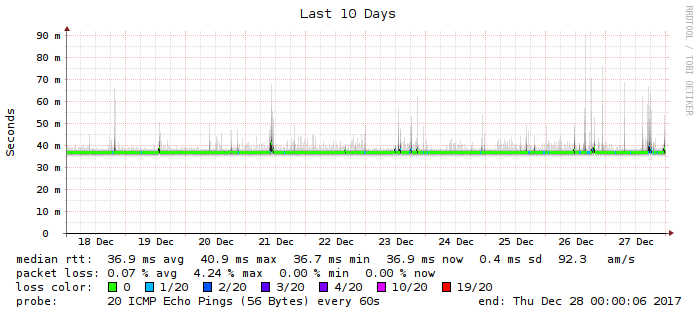 Last 10 Days
RRDTOOL / TOBI OETIKER
Seconds
90 m
80 m
70 m
60 m
50 m
40 m
30 m
20 m
10 m
0
18 Dec 19 Dec 20 Dec 21 Dec 22 Dec 23 Dec 24 Dec 25 Dec 26 Dec 27 Dec
median rtt: 36.9 ms avg 40.9 ms max 36.7 ms min 36.9 ms now 0.4 ms sd 92.3 am/s
packet loss: 0.07 % avg 4.24 % max 0.00 % min 0.00 % now
loss color: 0 1/20 2/20 3/20 4/20 10/20 19/20
probe: 20 ICMP Echo Pings (56 Bytes) every 60s end: Thu Dec 28 00:00:06 2017